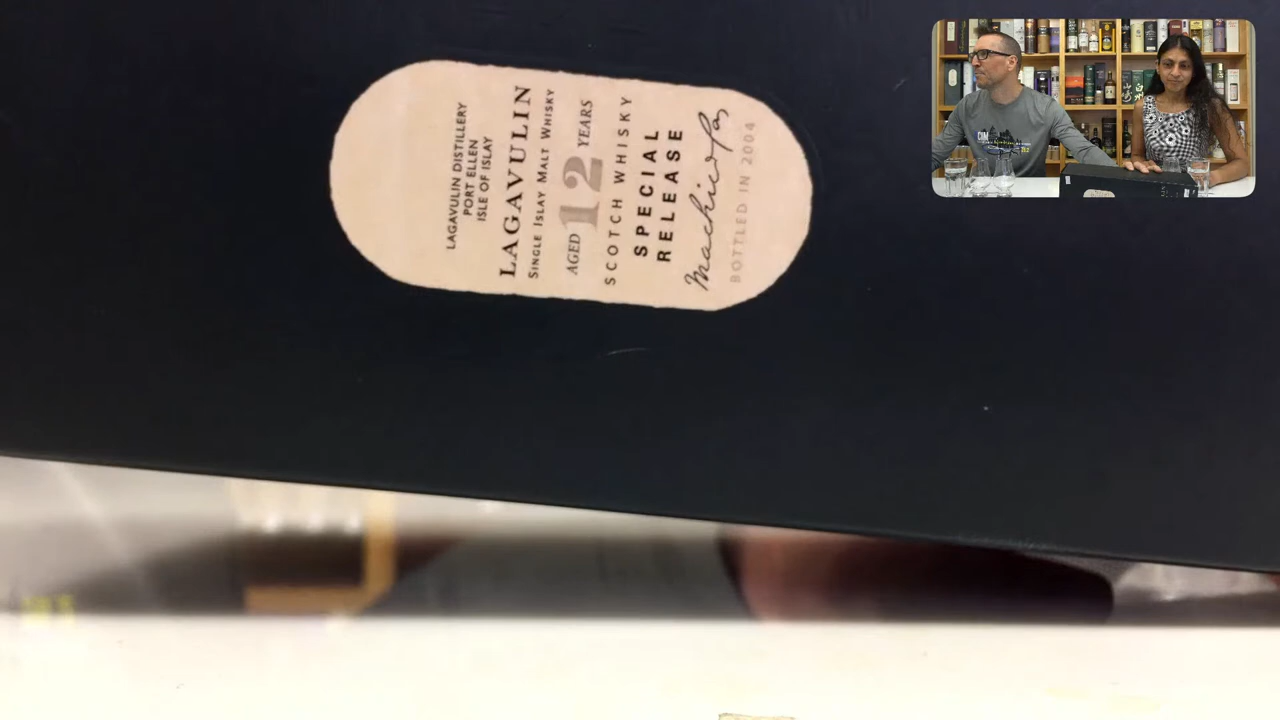 LAGAVULIN DISTILLERY
PORT ELLEN
ISLE OF ISLAY
LAGAVULIN
SINGLE ISLAY MALT WHISKY
AGED 12 YEARS
SCOTCH WHISKY
SPECIAL
RELEASE
BOTTLED IN 2004